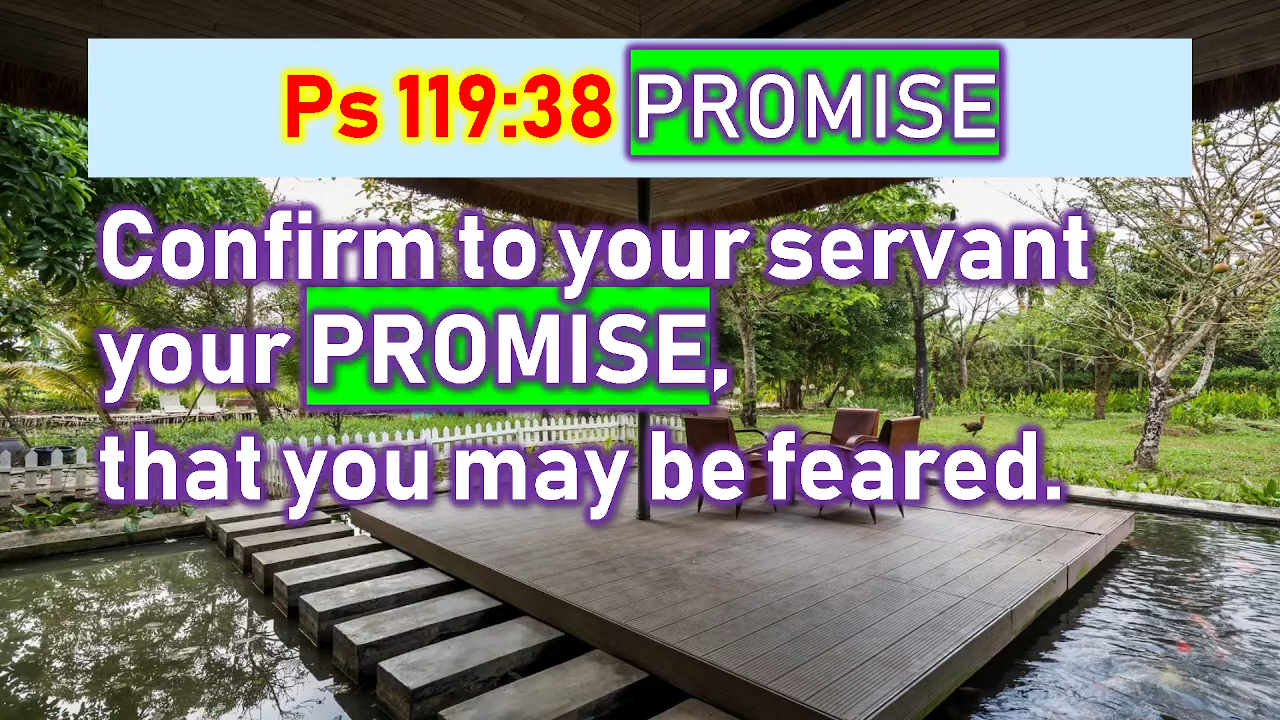 Ps 119:38 PROMISE
Confirm to your servant
your PROMISE,
that you may be feared.